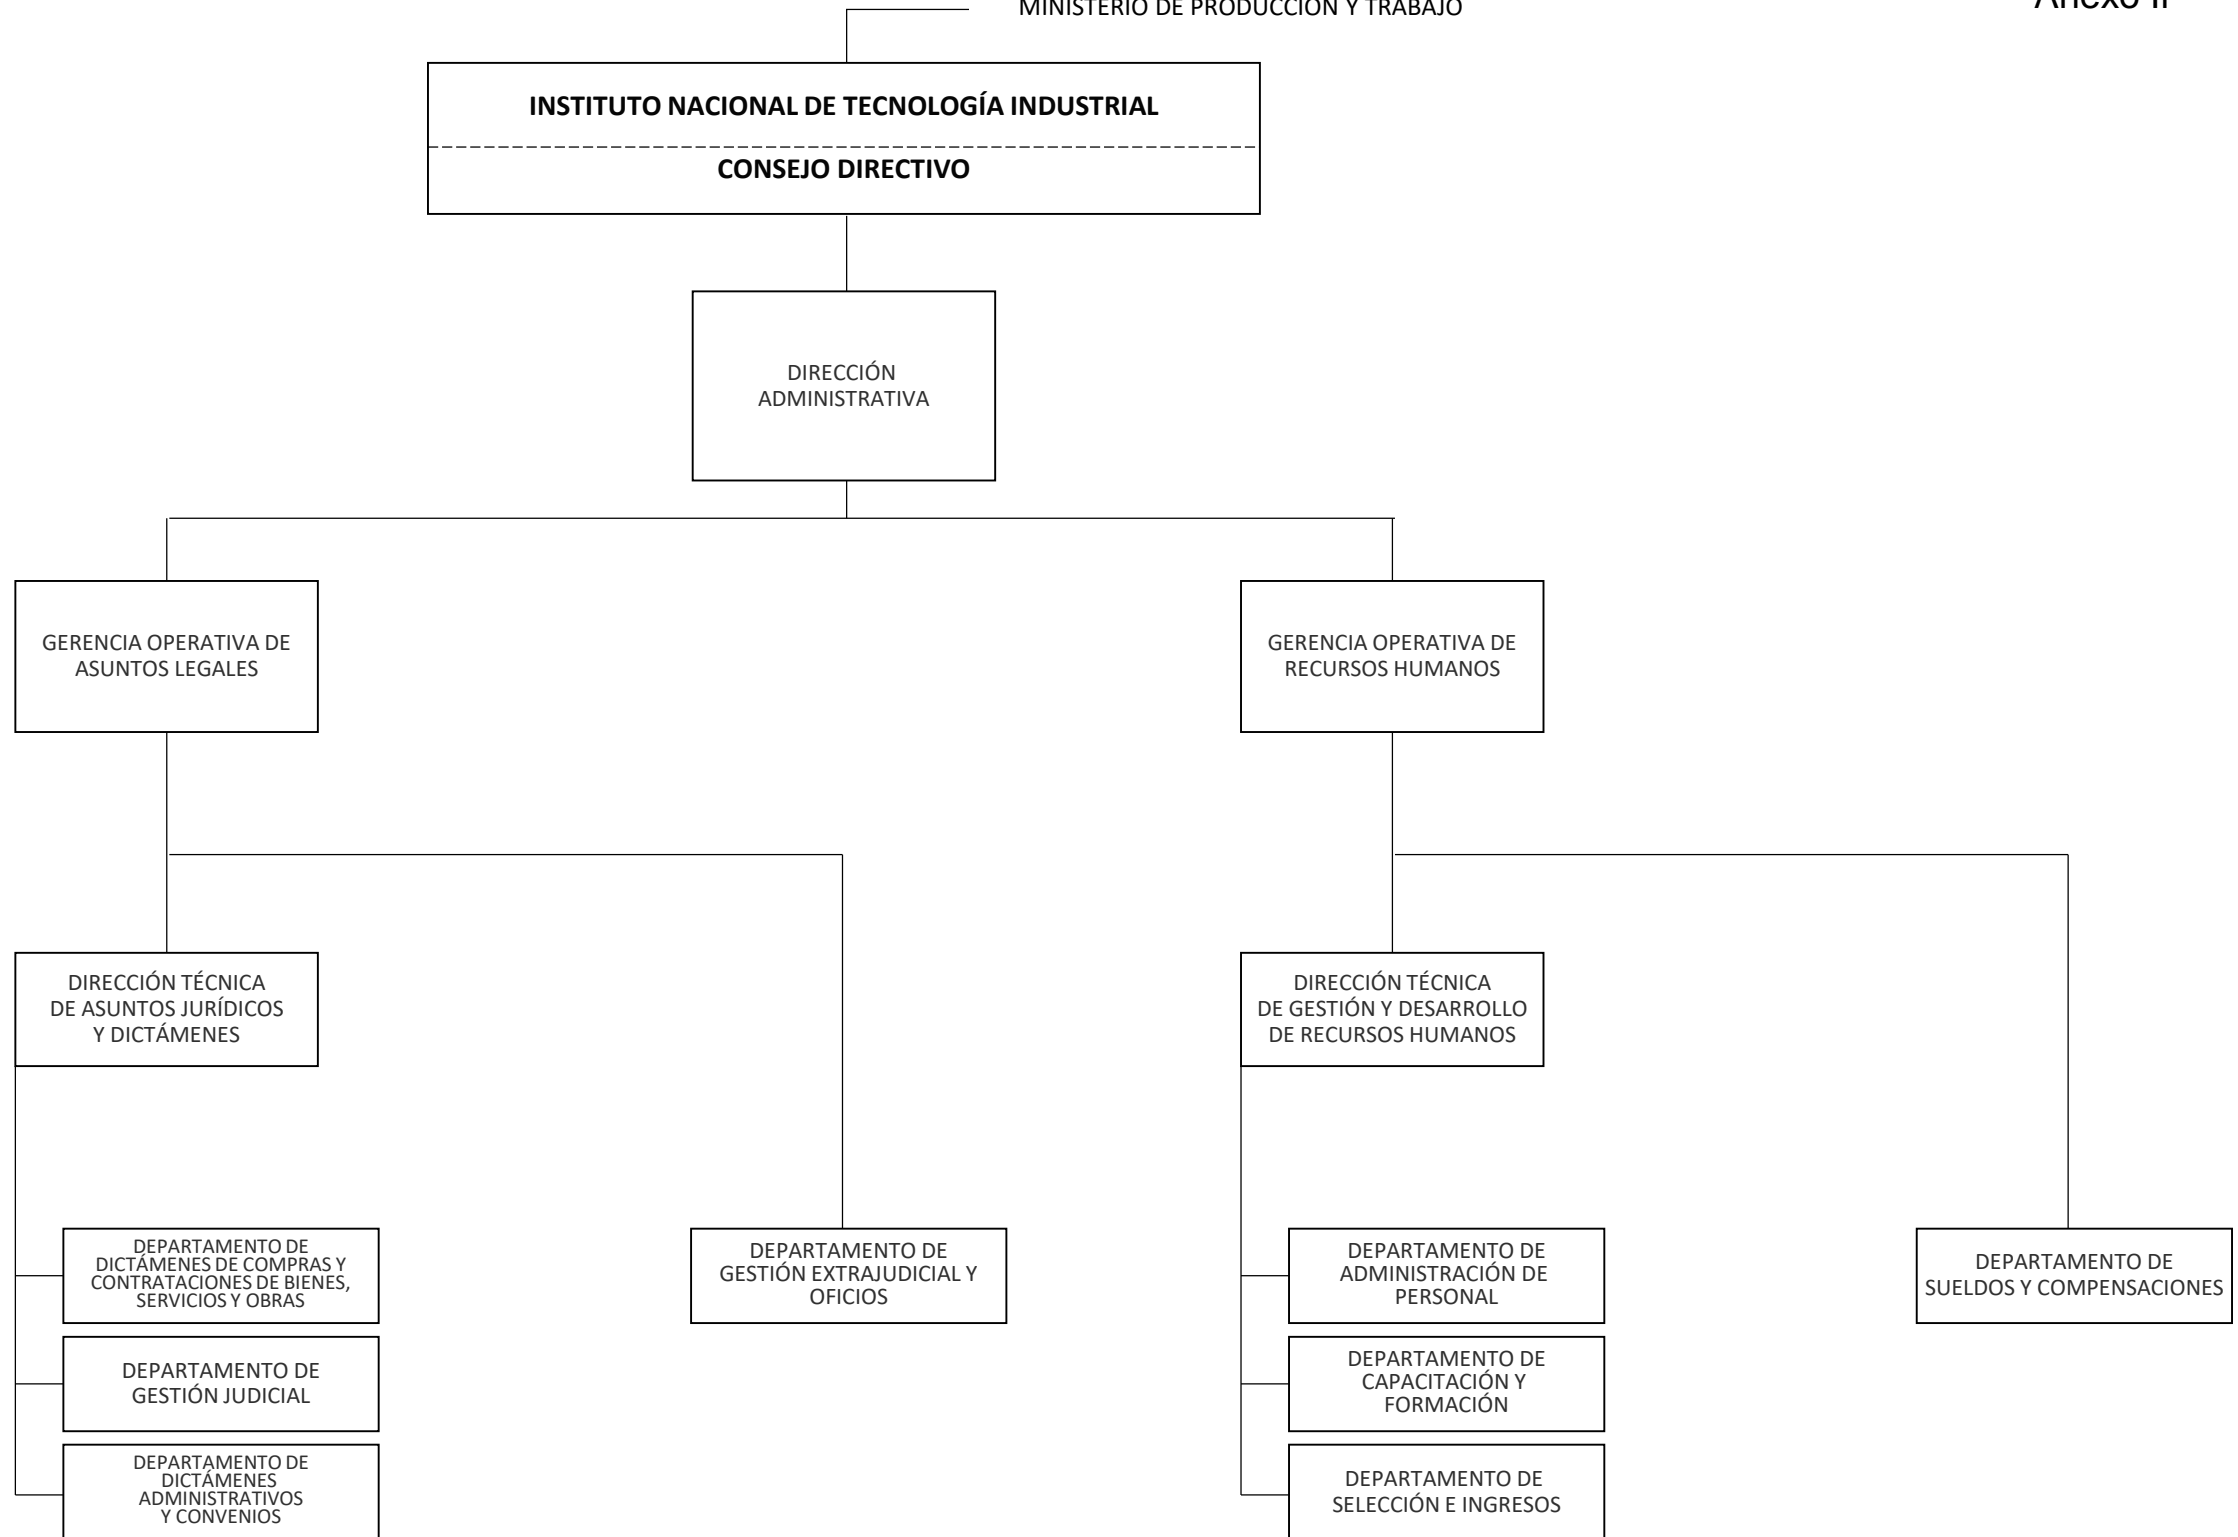 MINISTERIO DE PRODUCCIÓN Y TRABAJO
Anexo II
INSTITUTO NACIONAL DE TECNOLOGÍA INDUSTRIAL
CONSEJO DIRECTIVO
DIRECCIÓN
ADMINISTRATIVA
GERENCIA OPERATIVA DE
ASUNTOS LEGALES
GERENCIA OPERATIVA DE
RECURSOS HUMANOS
DIRECCIÓN TÉCNICA
DE ASUNTOS JURÍDICOS
Y DICTÁMENES
DIRECCIÓN TÉCNICA
DE GESTIÓN Y DESARROLLO
DE RECURSOS HUMANOS
DEPARTAMENTO DE
DICTÁMENES DE COMPRAS Y
CONTRATACIONES DE BIENES,
SERVICIOS Y OBRAS
DEPARTAMENTO DE
GESTIÓN EXTRAJUDICIAL Y
OFICIOS
DEPARTAMENTO DE
ADMINISTRACIÓN DE
PERSONAL
DEPARTAMENTO DE
SUELDOS Y COMPENSACIONES
DEPARTAMENTO DE
GESTIÓN JUDICIAL
DEPARTAMENTO DE
CAPACITACIÓN Y
FORMACIÓN
DEPARTAMENTO DE
DICTÁMENES
ADMINISTRATIVOS
Y CONVENIOS
DEPARTAMENTO DE
SELECCIÓN E INGRESOS